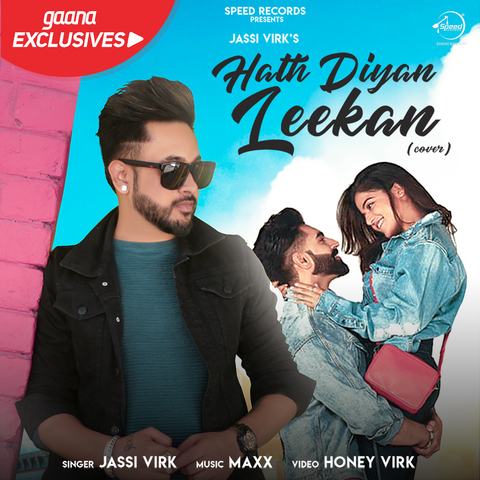 gaana
EXCLUSIVES
SPEED RECORDS
PRESENTS
Speed
JASSI VIRK'S
Hath Diyan
Leekan
(cover)
SINGER JASSI VIRK MUSIC MAXX VIDEO HONEY VIRK